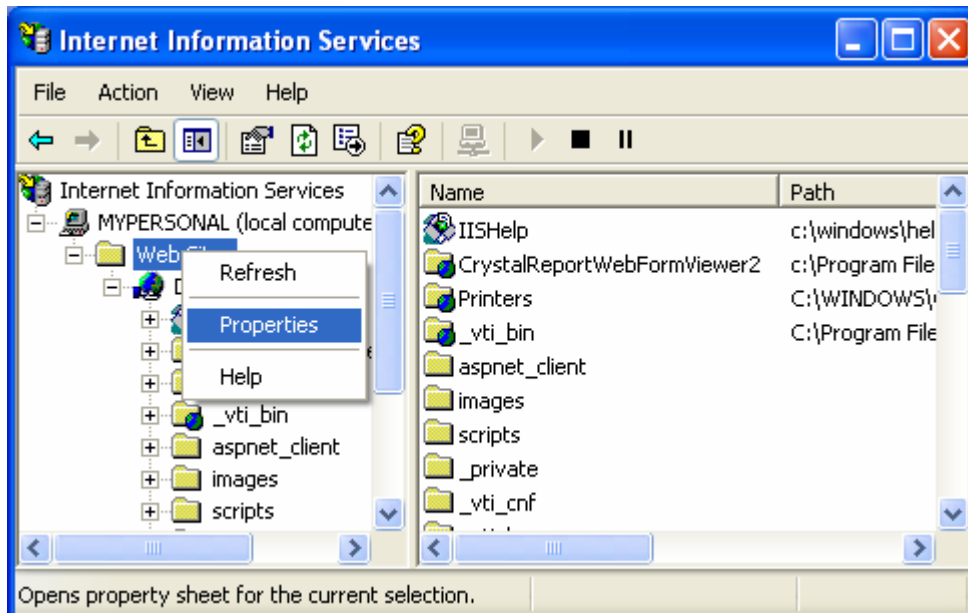 Internet Information Services
File Action View Help
Internet Information Services
MYPERSONAL (local compute
Web
Refresh
Properties
Help
_vti_bin
aspnet_client
images
scripts
Name Path
IISHelp c:\windows\hel
CrystalReportWebFormViewer2 c:\Program File
Printers C:\WINDOWS\
_vti_bin C:\Program File
aspnet_client
images
scripts
_private
_vti_cnf
Opens property sheet for the current selection.